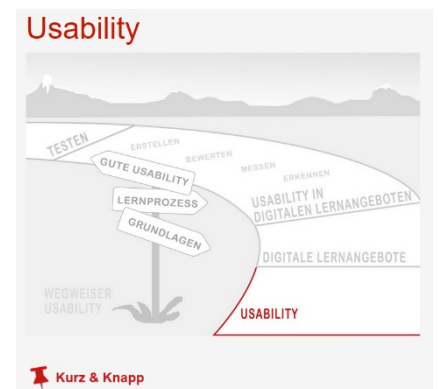 Usability
TESTEN
ERSTELLEN
BEWERTEN
MESSEN
ERKENNEN
GUTE USABILITY
LERNPROZESS
GRUNDLAGEN
USABILITY IN
DIGITALEN LERNANGEBOTEN
DIGITALE LERNANGEBOTE
WEGWEISER
USABILITY
USABILITY
Kurz & Knapp